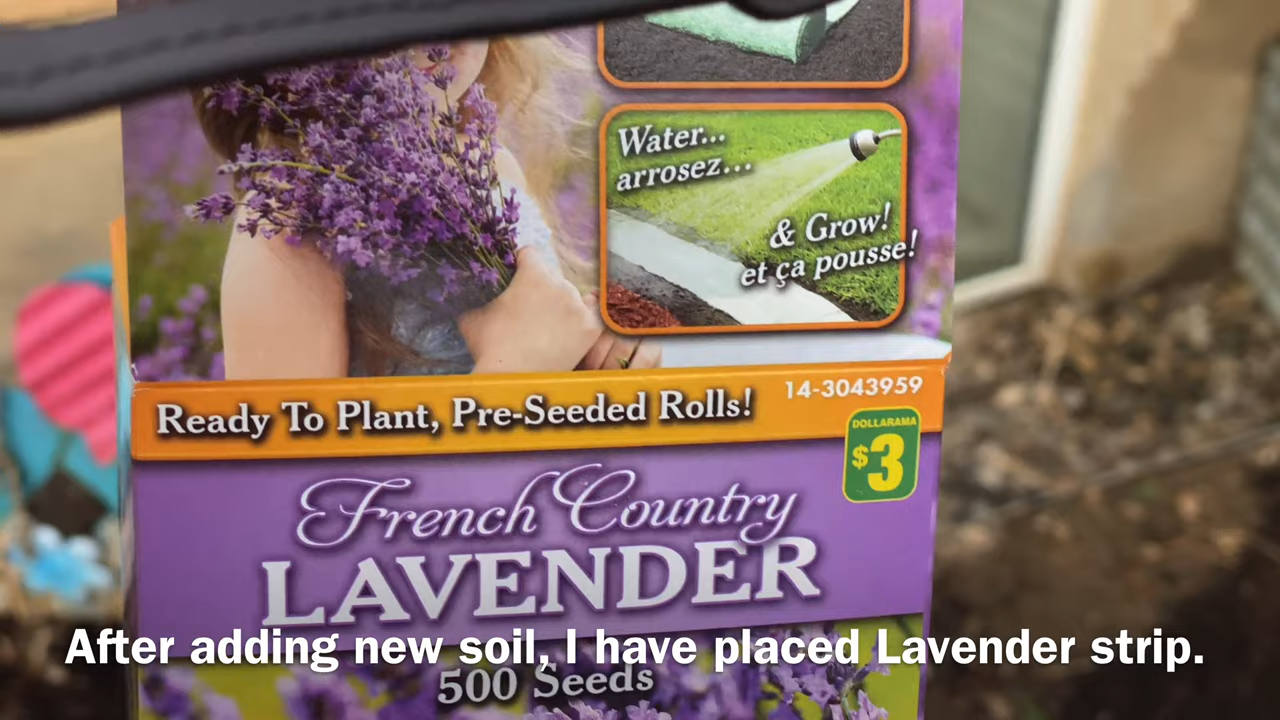 Water...
arrosez...
& Grow!
et ça pousse!
Ready To Plant, Pre-Seeded Rolls!
14-3043959
DOLLARAMA
$3
French Country
LAVENDER
After adding new soil, I have placed Lavender strip.
500 Seeds